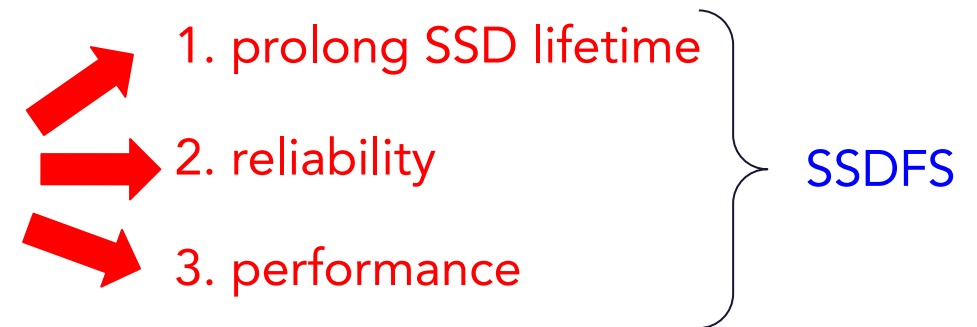 1. prolong SSD lifetime
2. reliability
SSDFS
3. performance